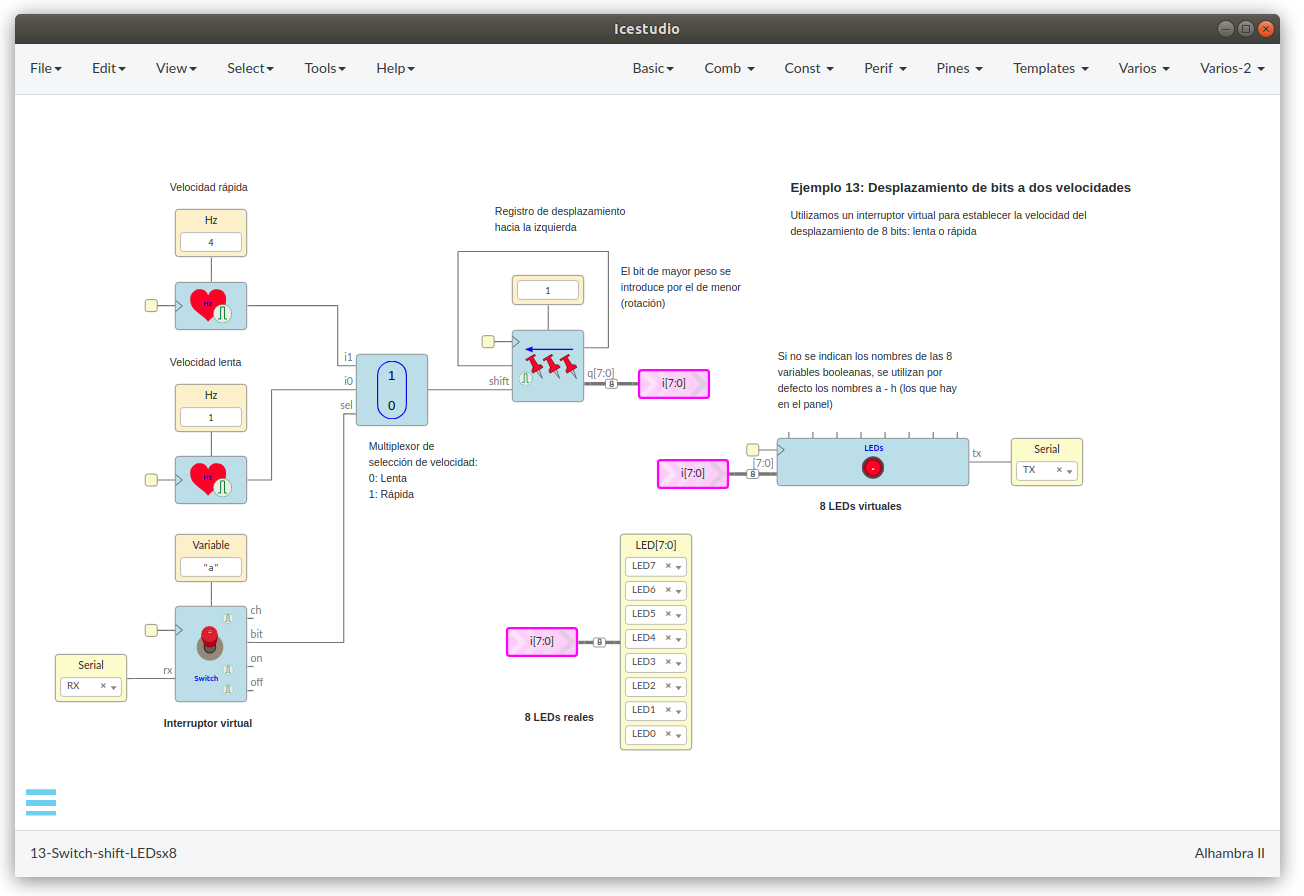 Icestudio
File Edit View Select Tools Help Basic Comb Const Perif Pines Templates Varios Varios-2
Velocidad rápida
Hz
4
Hz
Velocidad lenta
Hz
1
Hz
Variable
"a"
ch
bit
on
off
rx
Switch
Serial
RX
Interruptor virtual
i1
i0
sel
1
0
Multiplexor de
selección de velocidad:
0: Lenta
1: Rápida
Registro de desplazamiento
hacia la izquierda
1
shift
q[7:0]
8
i[7:0]
El bit de mayor peso se
introduce por el de menor
(rotación)
Ejemplo 13: Desplazamiento de bits a dos velocidades
Utilizamos un interruptor virtual para establecer la velocidad del
desplazamiento de 8 bits: lenta o rápida
Si no se indican los nombres de las 8
variables booleanas, se utilizan por
defecto los nombres a - h (los que hay
en el panel)
i[7:0]
8
[7:0]
LEDs
tx
Serial
TX
8 LEDs virtuales
i[7:0]
8
LED[7:0]
LED7
LED6
LED5
LED4
LED3
LED2
LED1
LED0
8 LEDs reales
13-Switch-shift-LEDsx8
Alhambra II